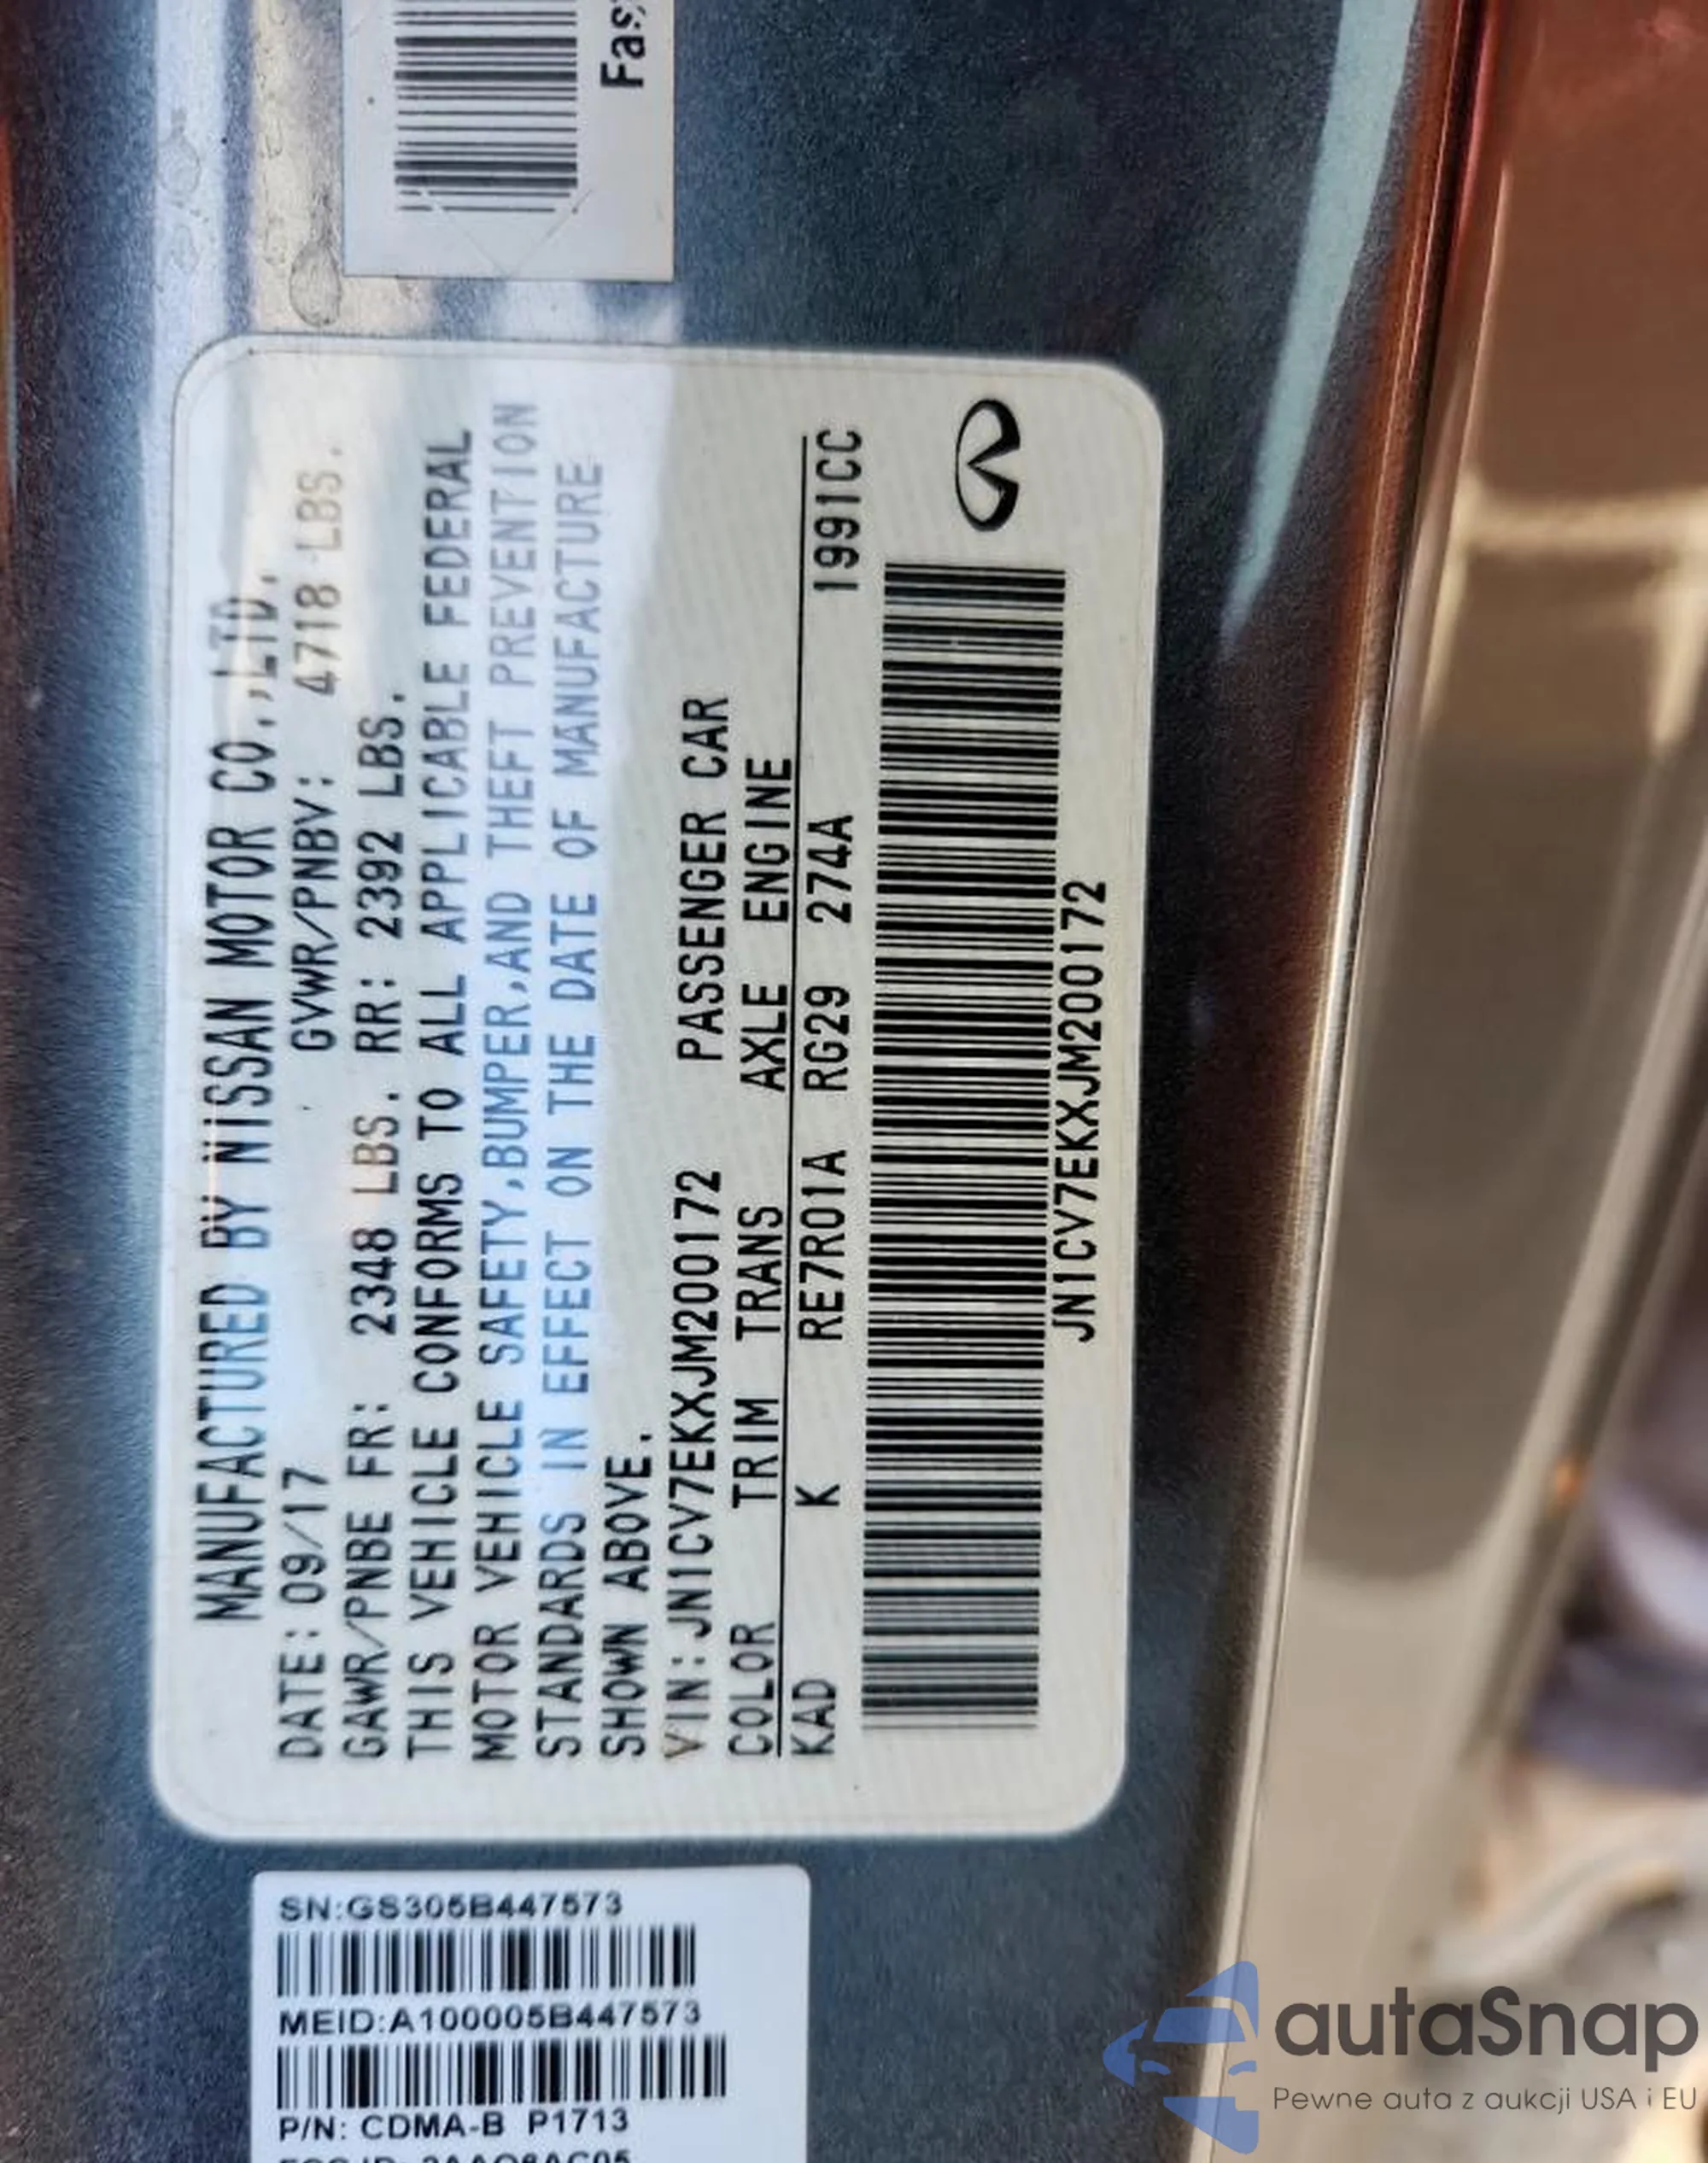 Fas
MANUFACTURED BY NISSAN MOTOR CO.,LTD.
DATE: 09/17 GVWR/PNBV: 4718 LBS.
GAWR/PNBE FR: 2348 LBS. RR: 2392 LBS.
THIS VEHICLE CONFORMS TO ALL APPLICABLE FEDERAL
MOTOR VEHICLE SAFETY,BUMPER,AND THEFT PREVENTION
STANDARDS IN EFFECT ON THE DATE OF MANUFACTURE
SHOWN ABOVE.
VIN: JN1CV7EKXJM200172 PASSENGER CAR
COLOR TRIM TRANS AXLE ENGINE
KAD K RE7R01A RG29 274A 1991CC
JN1CV7EKXJM200172
SN:GS305B447573
MEID:A100005B447573
P/N: CDMA-B P1713
autaSnap
Pewne auta z aukcji USA i EU